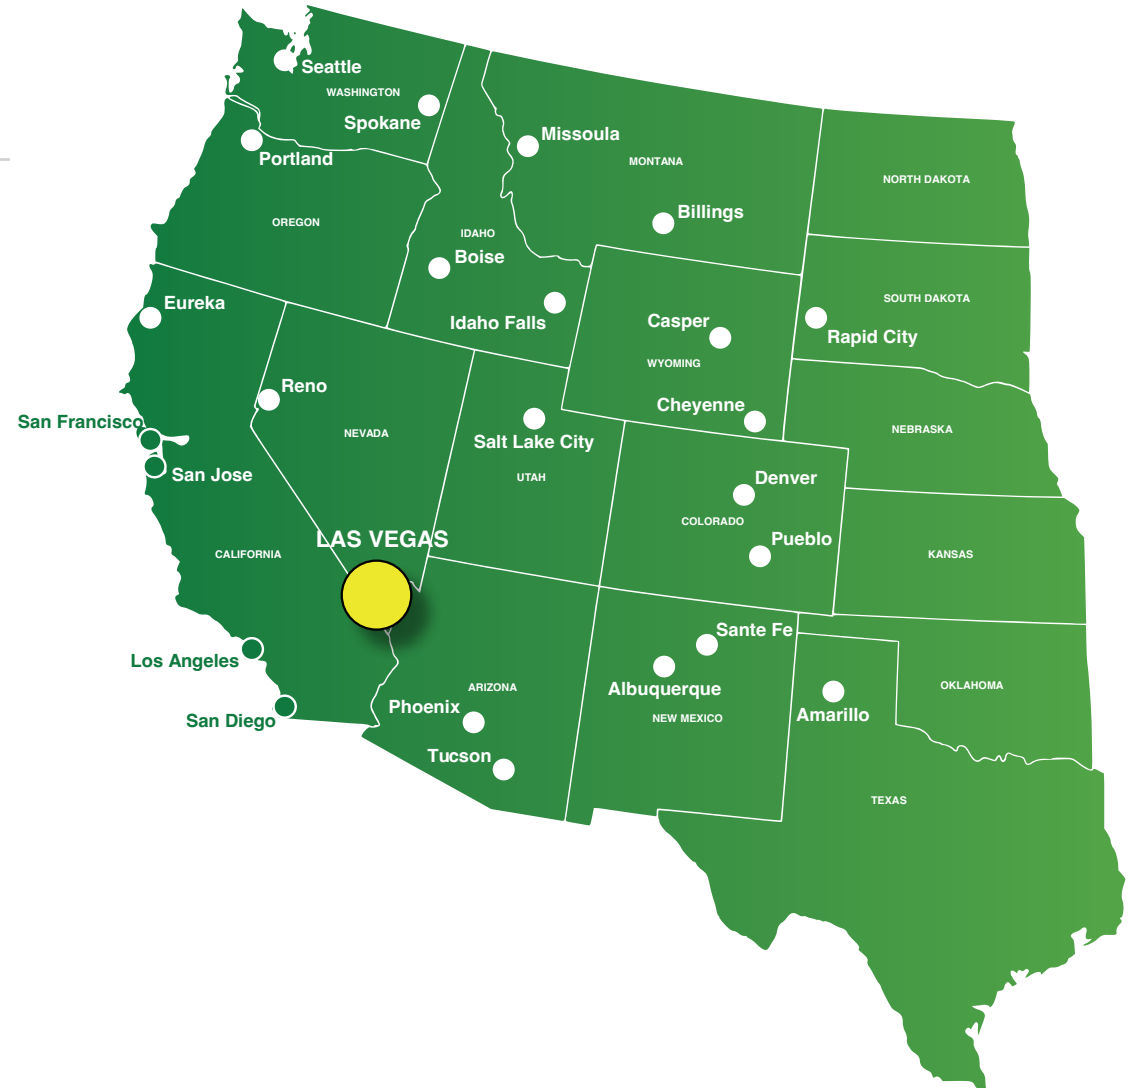 Seattle
WASHINGTON
Spokane
Missoula
Portland
MONTANA
NORTH DAKOTA
Billings
OREGON
IDAHO
Boise
SOUTH DAKOTA
Eureka
Idaho Falls
Casper
Rapid City
WYOMING
Reno
Cheyenne
San Francisco
NEVADA
Salt Lake City
NEBRASKA
San Jose
UTAH
Denver
COLORADO
LAS VEGAS
Pueblo
CALIFORNIA
KANSAS
Sante Fe
Los Angeles
ARIZONA
Albuquerque
OKLAHOMA
Phoenix
NEW MEXICO
Amarillo
San Diego
Tucson
TEXAS